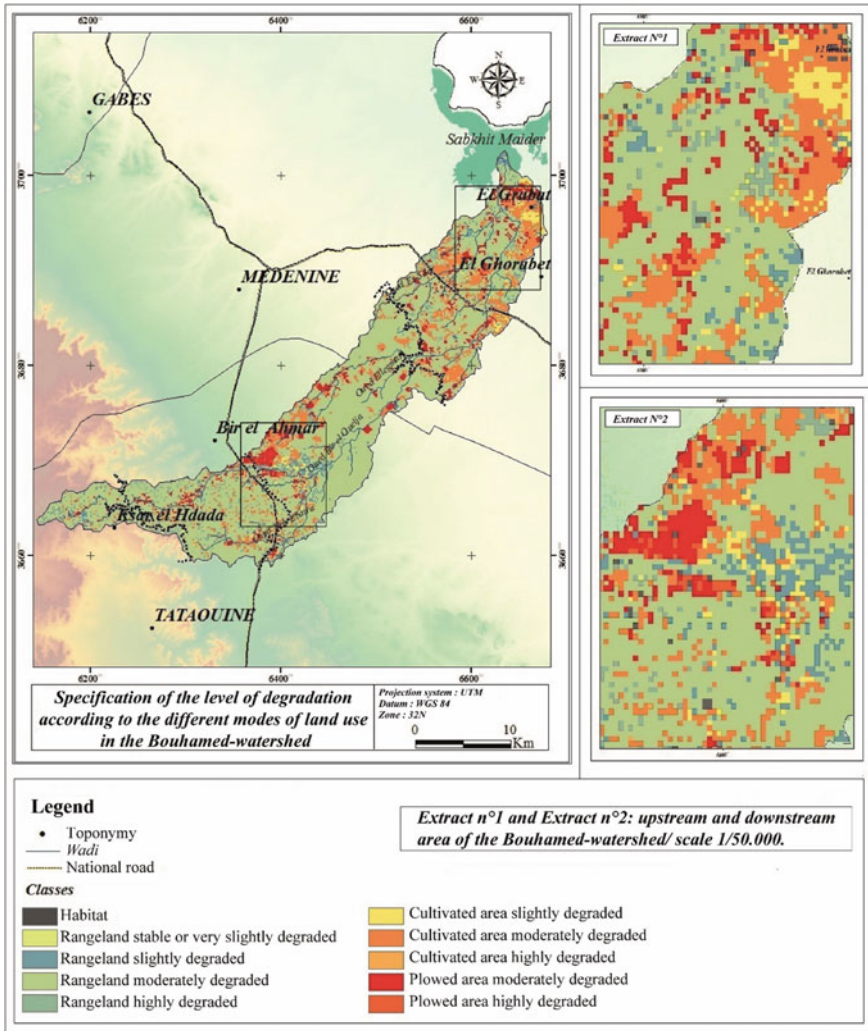 6200
6400
6600
N
W
E
S
GABES
Sabkhit Maider
3700
El Grabat
El Ghorabet
MEDENINE
3680
Bir el Ahmar
Ksar el Hdada
3660
TATAOUINE
6200
6400
6600
Specification of the level of degradation
according to the different modes of land use
in the Bouhamed-watershed
Projection system : UTM
Datum : WGS 84
Zone : 32N
0 10
Km
Extract N°1
El Grabat
El Ghorabet
Extract N°2
Legend
Toponymy
Wadi
National road
Classes
Habitat
Rangeland stable or very slightly degraded
Rangeland slightly degraded
Rangeland moderately degraded
Rangeland highly degraded
Extract n°1 and Extract n°2: upstream and downstream
area of the Bouhamed-watershed/ scale 1/50.000.
Cultivated area slightly degraded
Cultivated area moderately degraded
Cultivated area highly degraded
Plowed area moderately degraded
Plowed area highly degraded